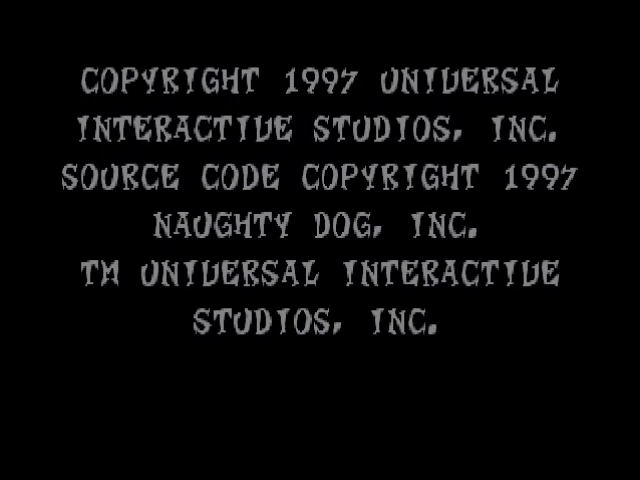 COPYRIGHT 1997 UNIVERSAL
INTERACTIVE STUDIOS, INC.
SOURCE CODE COPYRIGHT 1997
NAUGHTY DOG, INC.
TM UNIVERSAL INTERACTIVE
STUDIOS, INC.